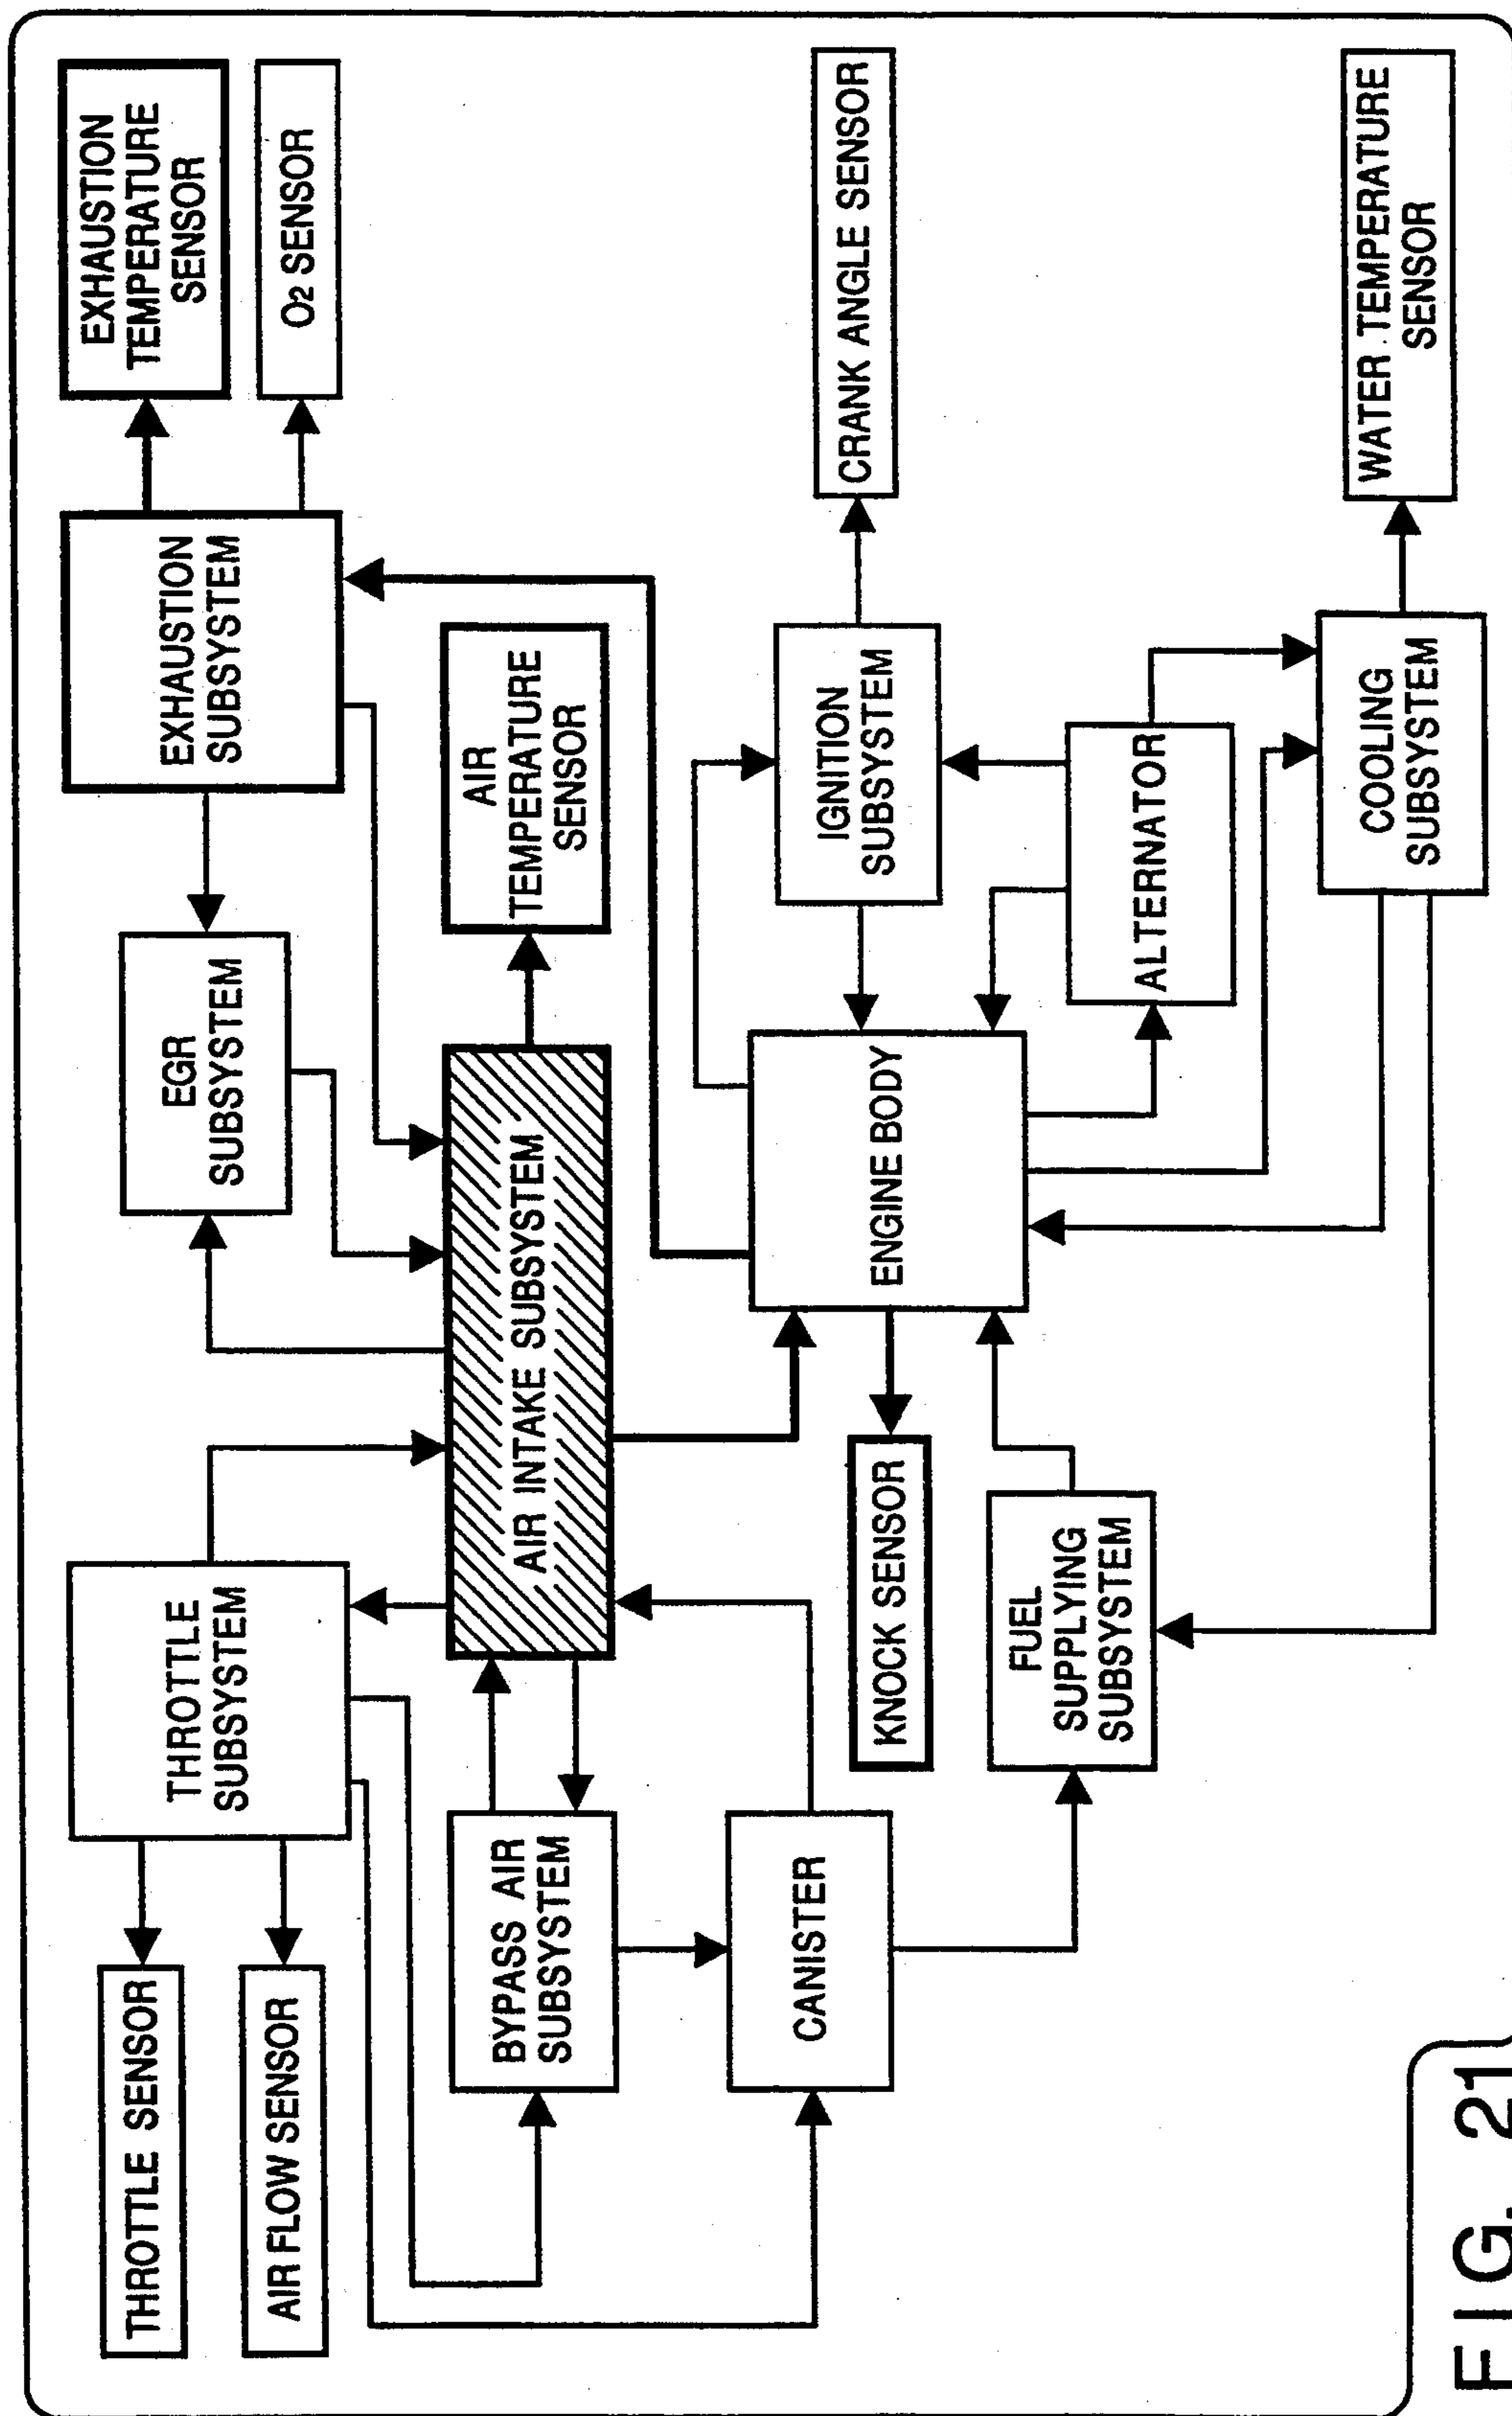 THROTTLE SENSOR
AIR FLOW SENSOR
THROTTLE
SUBSYSTEM
EGR
SUBSYSTEM
EXHAUSTION
SUBSYSTEM
EXHAUSTION
TEMPERATURE
SENSOR
O2 SENSOR
BYPASS AIR
SUBSYSTEM
AIR INTAKE SUBSYSTEM
AIR
TEMPERATURE
SENSOR
CANISTER
KNOCK SENSOR
ENGINE BODY
IGNITION
SUBSYSTEM
CRANK ANGLE SENSOR
FUEL
SUPPLYING
SUBSYSTEM
ALTERNATOR
COOLING
SUBSYSTEM
WATER TEMPERATURE
SENSOR
FIG. 21